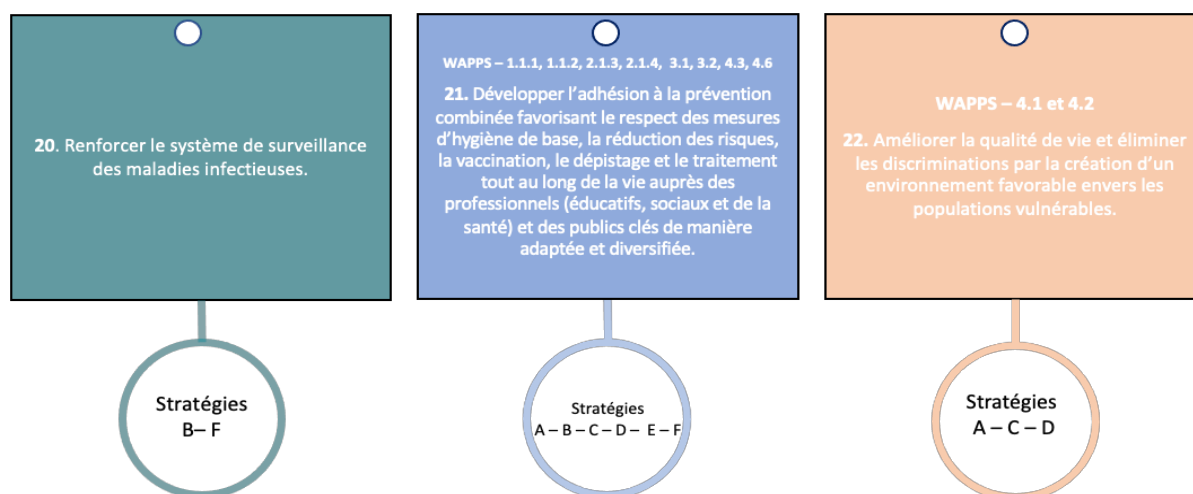 20. Renforcer le système de surveillance
des maladies infectieuses.
Stratégies
B– F
WAPPS – 1.1.1, 1.1.2, 2.1.3, 2.1.4, 3.1, 3.2, 4.3, 4.6
21. Développer l’adhésion à la prévention
combinée favorisant le respect des mesures
d’hygiène de base, la réduction des risques,
la vaccination, le dépistage et le traitement
tout au long de la vie auprès des
professionnels (éducatifs, sociaux et de la
santé) et des publics clés de manière
adaptée et diversifiée.
Stratégies
A – B – C – D – E – F
WAPPS – 4.1 et 4.2
22. Améliorer la qualité de vie et éliminer
les discriminations par la création d’un
environnement favorable envers les
populations vulnérables.
Stratégies
A – C – D